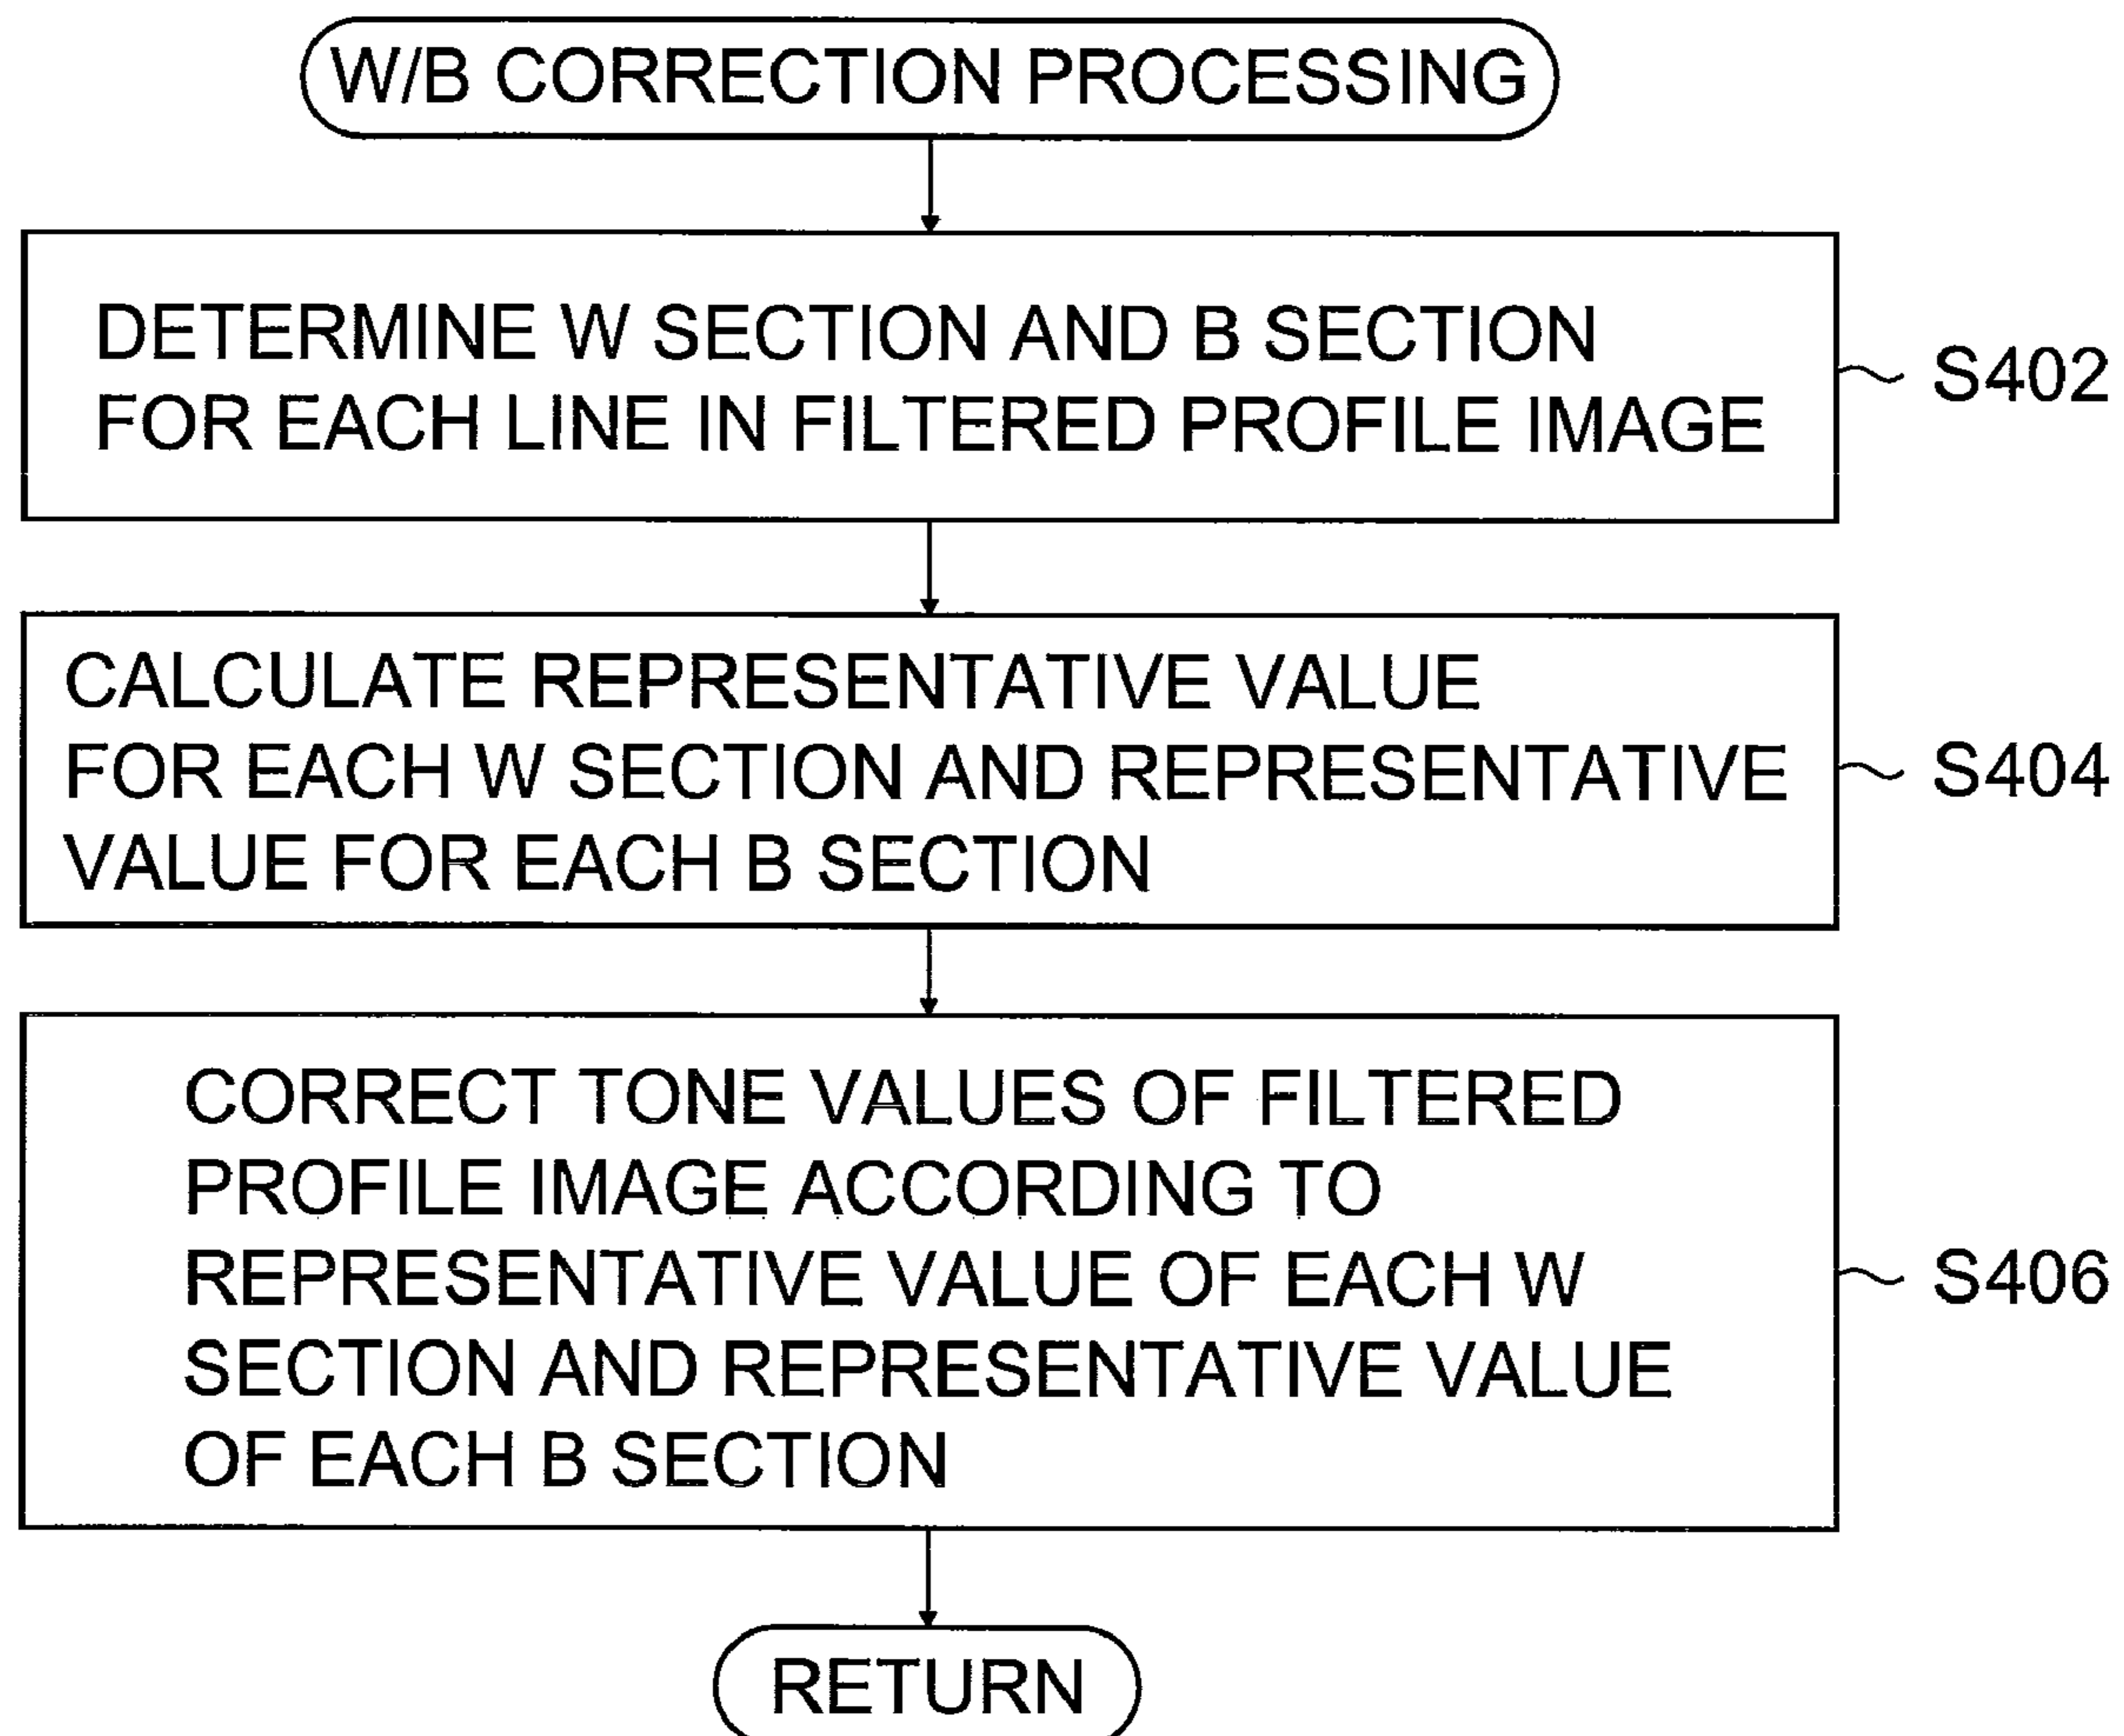 W/B CORRECTION PROCESSING
DETERMINE W SECTION AND B SECTION
FOR EACH LINE IN FILTERED PROFILE IMAGE
S402
CALCULATE REPRESENTATIVE VALUE
FOR EACH W SECTION AND REPRESENTATIVE
VALUE FOR EACH B SECTION
S404
CORRECT TONE VALUES OF FILTERED
PROFILE IMAGE ACCORDING TO
REPRESENTATIVE VALUE OF EACH W
SECTION AND REPRESENTATIVE VALUE
OF EACH B SECTION
S406
RETURN